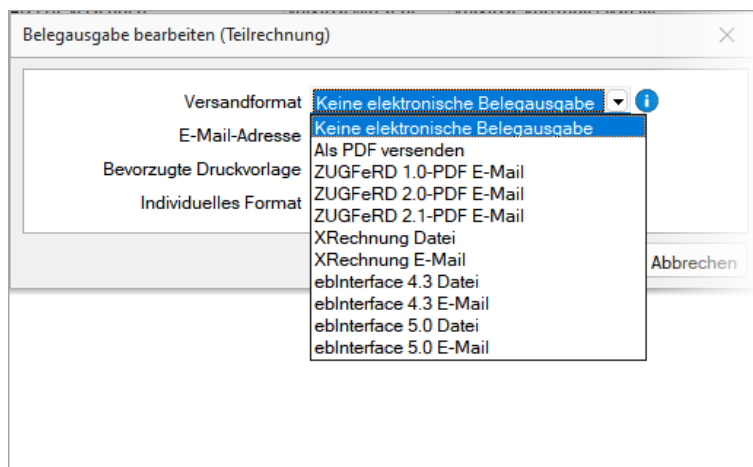 Belegausgabe bearbeiten (Teilrechnung)
Versandformat Keine elektronische Belegausgabe
E-Mail-Adresse
Bevorzugte Druckvorlage
Individuelles Format
Keine elektronische Belegausgabe
Als PDF versenden
ZUGFeRD 1.0-PDF E-Mail
ZUGFeRD 2.0-PDF E-Mail
ZUGFeRD 2.1-PDF E-Mail
XRechnung Datei
XRechnung E-Mail
ebInterface 4.3 Datei
ebInterface 4.3 E-Mail
ebInterface 5.0 Datei
ebInterface 5.0 E-Mail
Abbrechen